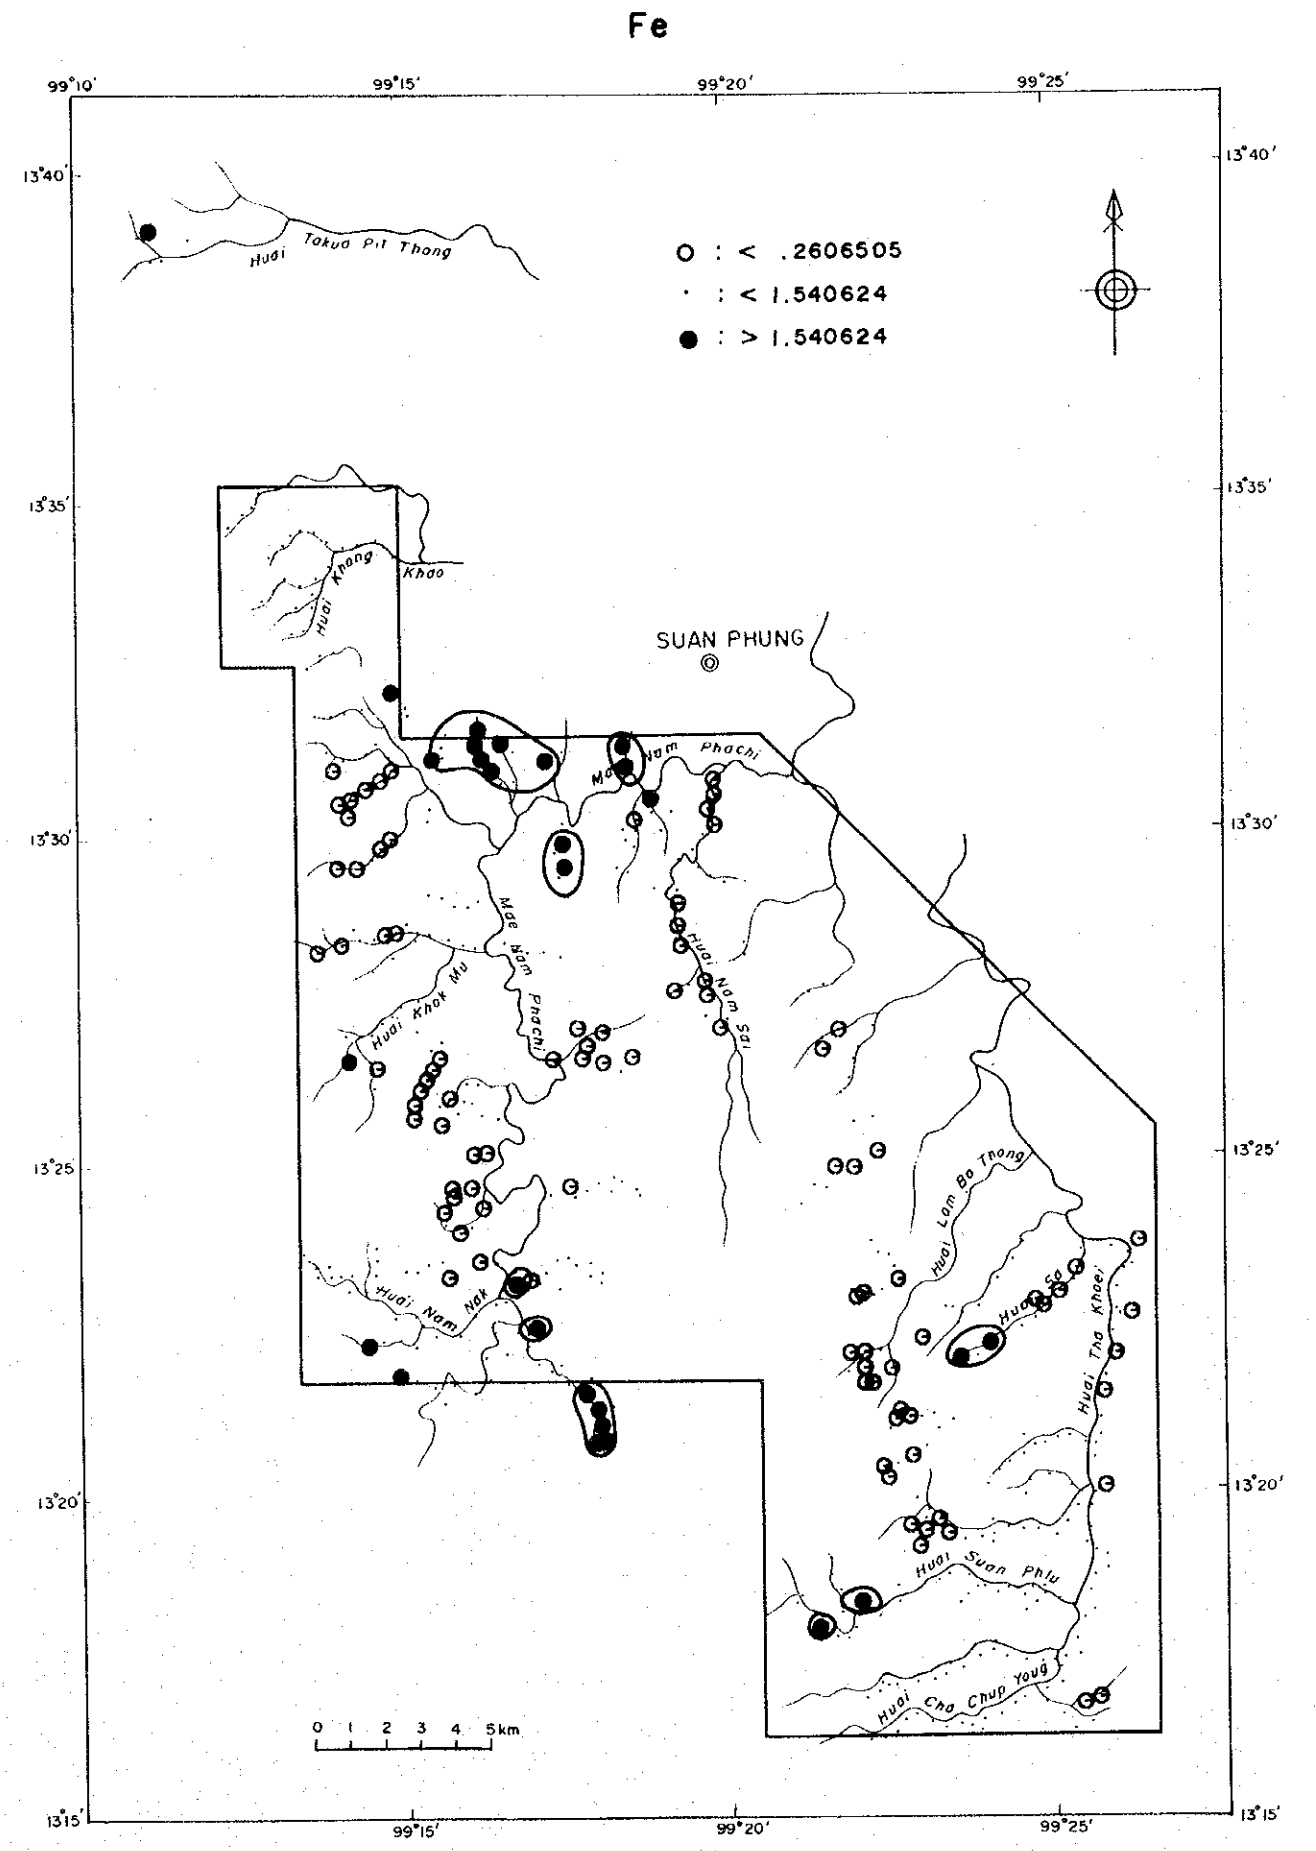 Fe
99°10′ 99°15′ 99°20′ 99°25′
13°40′ 13°40′
Huai Takua Pit Thong
O : < .2606505
· : < 1.540624
● : > 1.540624
13°35′ 13°35′
Huai Khang Khao
SUAN PHUNG
Mae Nam Phachi
13°30′ 13°30′
Mae Nam Phachi
Huai Nam Sai
Huai Khok Mu
13°25′ 13°25′
Huai Lam Bo Thong
Huai Sa
Huai Tha Khaei
Huai Nam Nak
13°20′ 13°20′
Huai Suan Phlu
Huai Cha Chup Young
0 1 2 3 4 5km
13°15′ 13°15′
99°15′ 99°20′ 99°25′